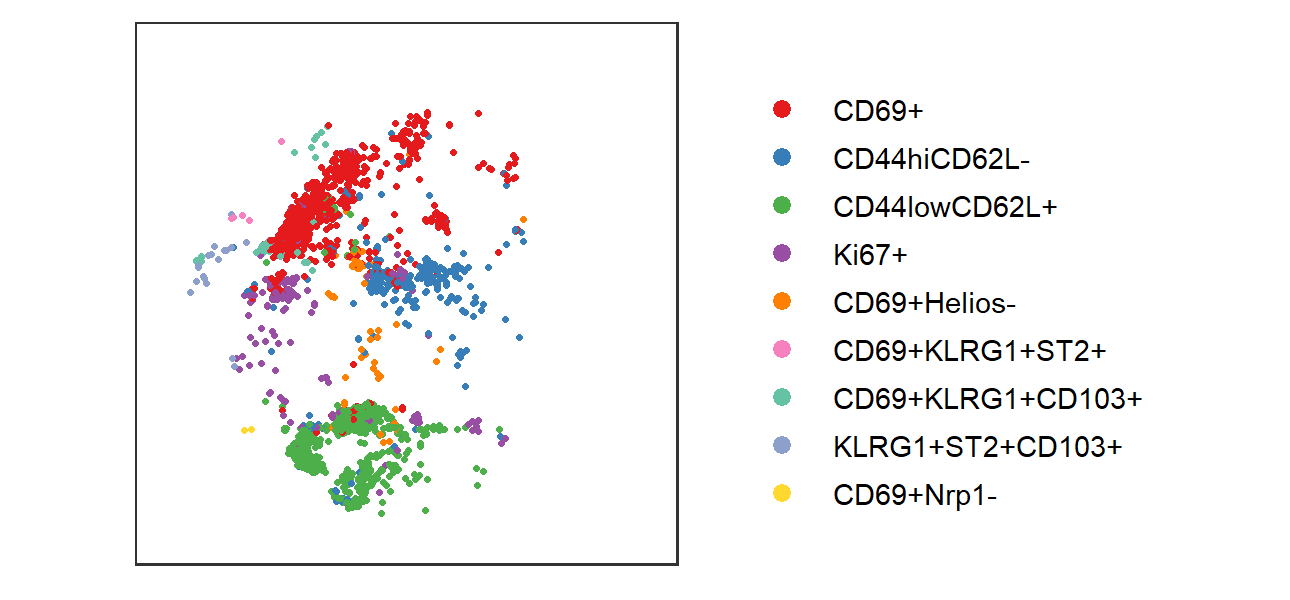 CD69+
CD44hiCD62L-
CD44lowCD62L+
Ki67+
CD69+Helios-
CD69+KLRG1+ST2+
CD69+KLRG1+CD103+
KLRG1+ST2+CD103+
CD69+Nrp1-